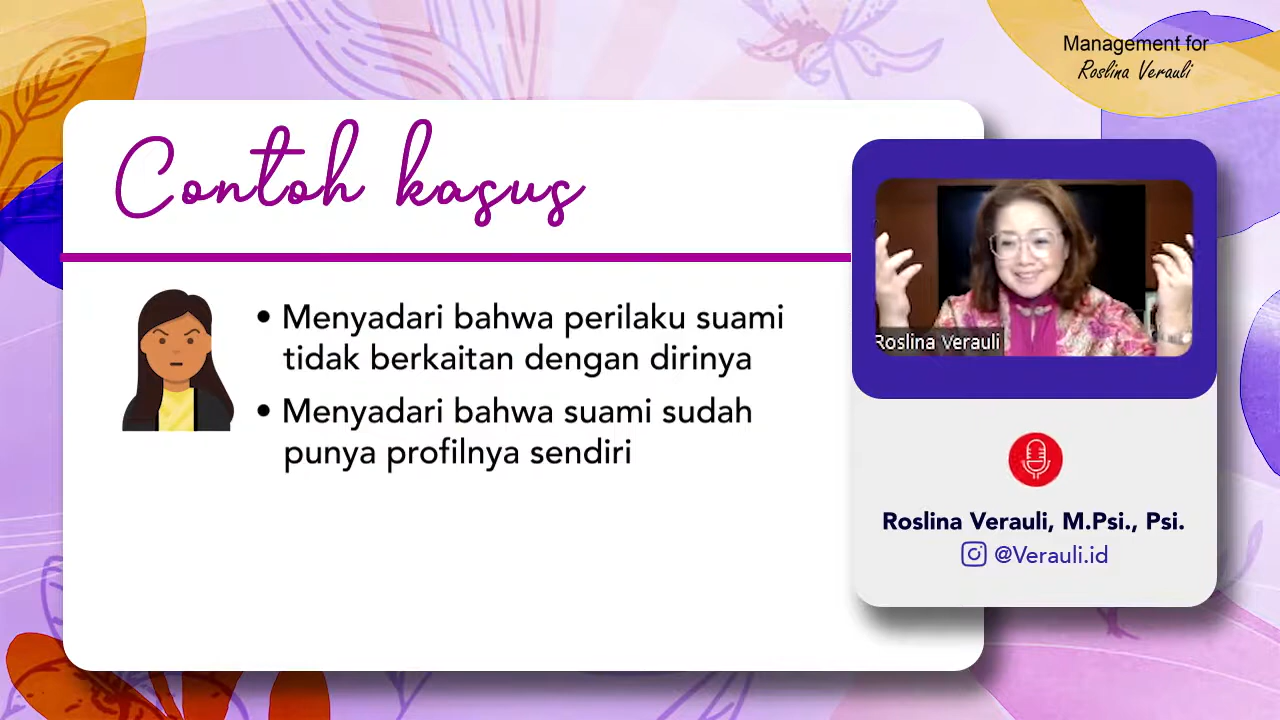 Management for
Roslina Verauli
Contoh kasus
• Menyadari bahwa perilaku suami
tidak berkaitan dengan dirinya
• Menyadari bahwa suami sudah
punya profilnya sendiri
Roslina Verauli
Roslina Verauli, M.Psi., Psi.
@Verauli.id